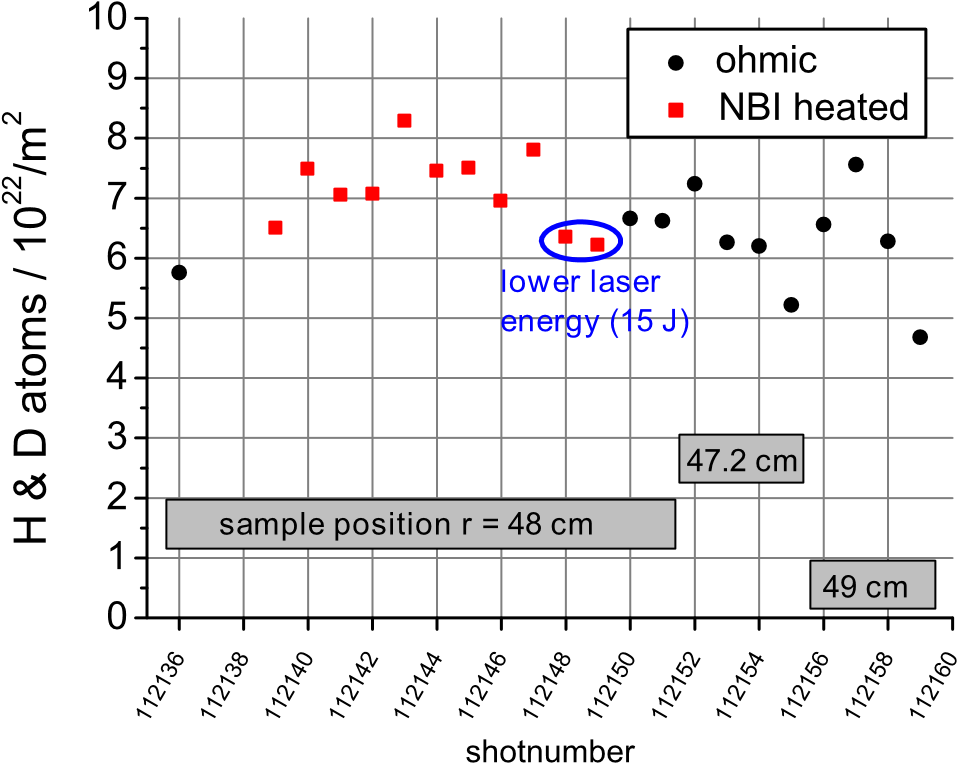 H & D atoms / 10²²/m²
10
9
8
7
6
5
4
3
2
1
0
ohmic
NBI heated
lower laser
energy (15 J)
47.2 cm
sample position r = 48 cm
49 cm
112136
112138
112140
112142
112144
112146
112148
112150
112152
112154
112156
112158
112160
shotnumber